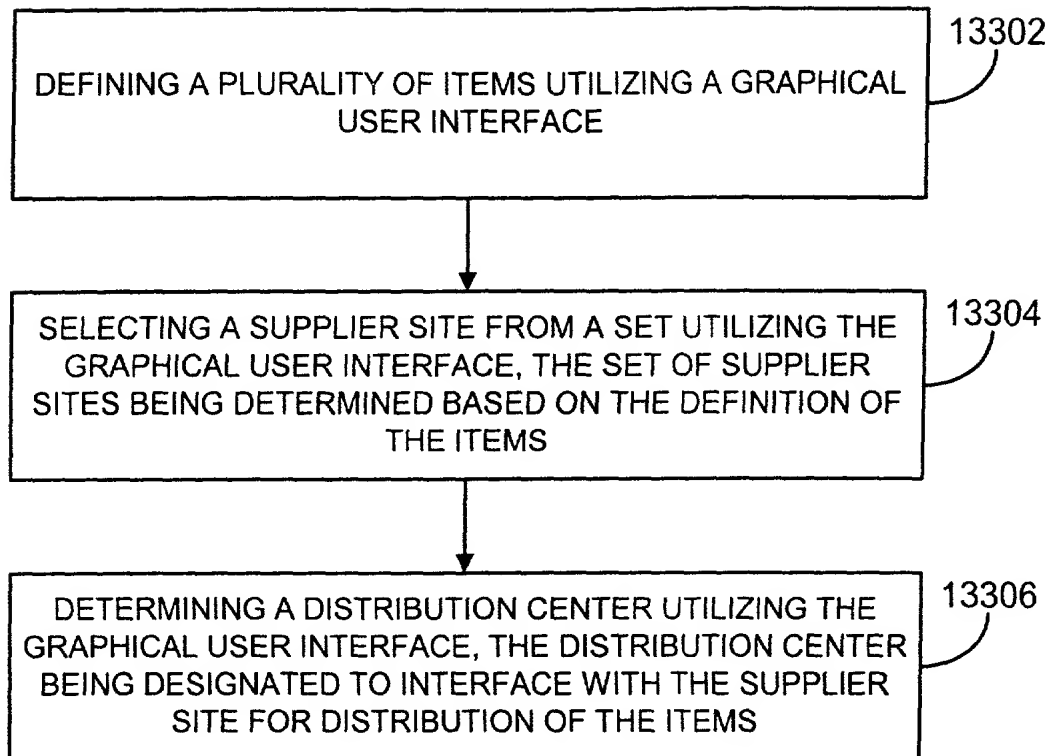 13302
DEFINING A PLURALITY OF ITEMS UTILIZING A GRAPHICAL
USER INTERFACE
13304
SELECTING A SUPPLIER SITE FROM A SET UTILIZING THE
GRAPHICAL USER INTERFACE, THE SET OF SUPPLIER
SITES BEING DETERMINED BASED ON THE DEFINITION OF
THE ITEMS
13306
DETERMINING A DISTRIBUTION CENTER UTILIZING THE
GRAPHICAL USER INTERFACE, THE DISTRIBUTION CENTER
BEING DESIGNATED TO INTERFACE WITH THE SUPPLIER
SITE FOR DISTRIBUTION OF THE ITEMS